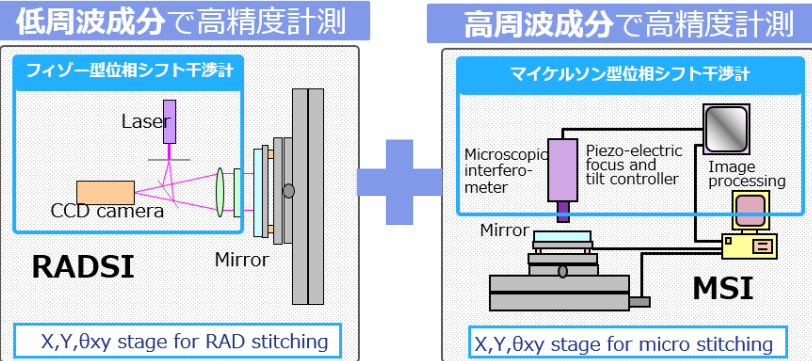 低周波成分で高精度計測
フィゾー型位相シフト干渉計
Laser
CCD camera
Mirror
RADSI
X,Y,θxy stage for RAD stitching
高周波成分で高精度計測
マイケルソン型位相シフト干渉計
Microscopic
interfero-
meter
Piezo-electric
focus and
tilt controller
Image
processing
Mirror
MSI
X,Y,θxy stage for micro stitching